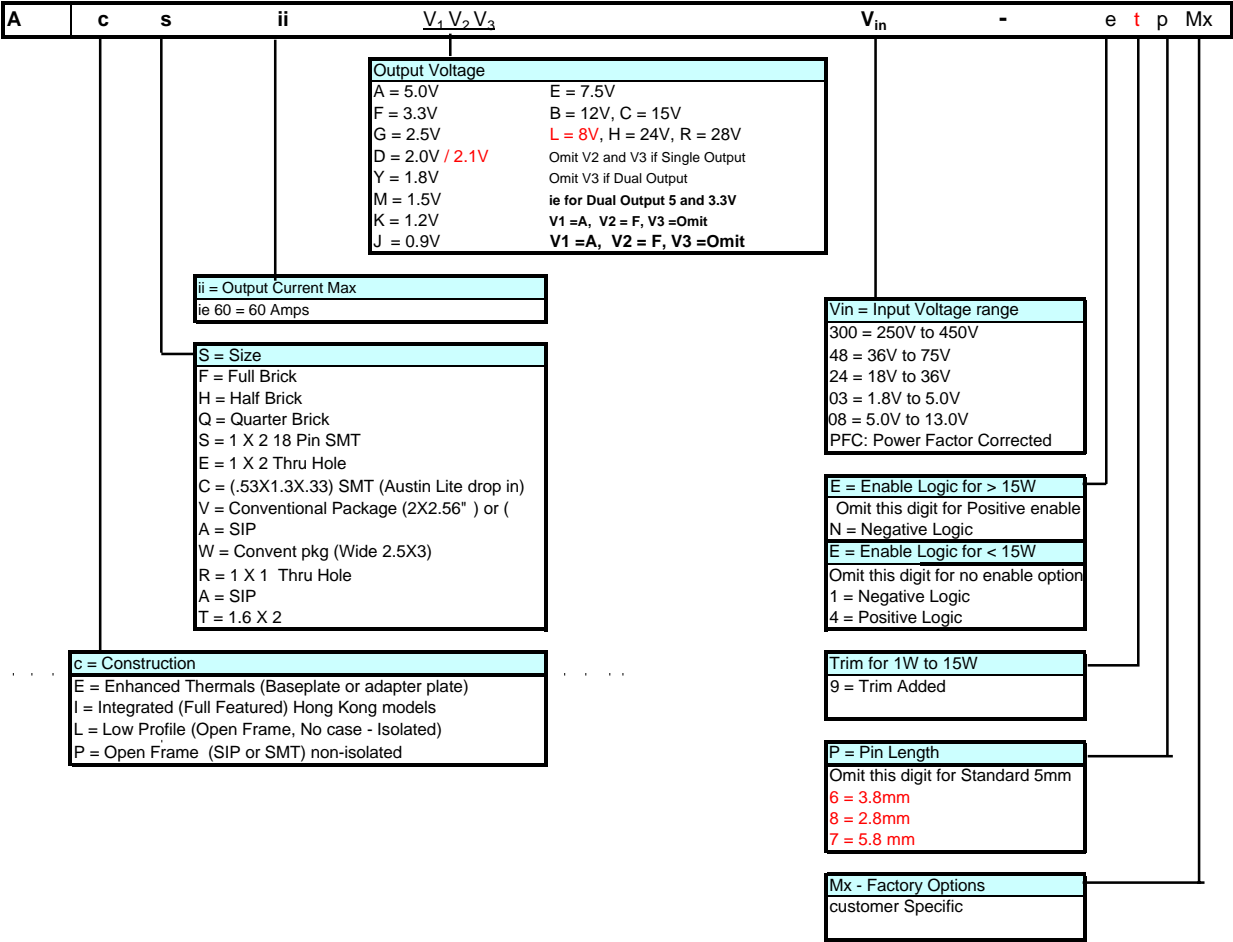 A c s ii V1 V2 V3 Vin - e t p Mx
Output Voltage
A = 5.0V E = 7.5V
F = 3.3V B = 12V, C = 15V
G = 2.5V L = 8V, H = 24V, R = 28V
D = 2.0V / 2.1V Omit V2 and V3 if Single Output
Y = 1.8V Omit V3 if Dual Output
M = 1.5V ie for Dual Output 5 and 3.3V
K = 1.2V V1 =A, V2 = F, V3 =Omit
J = 0.9V V1 =A, V2 = F, V3 =Omit
ii = Output Current Max
ie 60 = 60 Amps
S = Size
F = Full Brick
H = Half Brick
Q = Quarter Brick
S = 1 X 2 18 Pin SMT
E = 1 X 2 Thru Hole
C = (.53X1.3X.33) SMT (Austin Lite drop in)
V = Conventional Package (2X2.56" ) or (
A = SIP
W = Convent pkg (Wide 2.5X3)
R = 1 X 1 Thru Hole
A = SIP
T = 1.6 X 2
c = Construction
E = Enhanced Thermals (Baseplate or adapter plate)
I = Integrated (Full Featured) Hong Kong models
L = Low Profile (Open Frame, No case - Isolated)
P = Open Frame (SIP or SMT) non-isolated
Vin = Input Voltage range
300 = 250V to 450V
48 = 36V to 75V
24 = 18V to 36V
03 = 1.8V to 5.0V
08 = 5.0V to 13.0V
PFC: Power Factor Corrected
E = Enable Logic for > 15W
Omit this digit for Positive enable
N = Negative Logic
E = Enable Logic for < 15W
Omit this digit for no enable option
1 = Negative Logic
4 = Positive Logic
Trim for 1W to 15W
9 = Trim Added
P = Pin Length
Omit this digit for Standard 5mm
6 = 3.8mm
8 = 2.8mm
7 = 5.8 mm
Mx - Factory Options
customer Specific